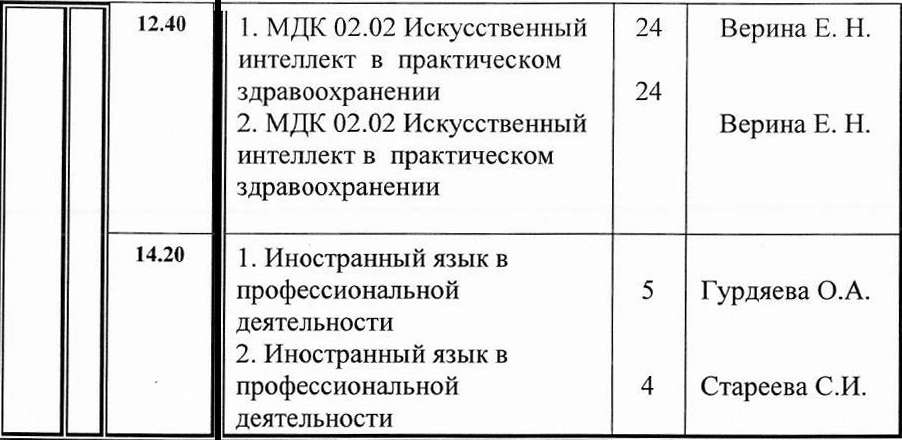 12.40
1. МДК 02.02 Искусственный
интеллект в практическом
здравоохранении
2. МДК 02.02 Искусственный
интеллект в практическом
здравоохранении
24
24
Верина Е. Н.
Верина Е. Н.
14.20
1. Иностранный язык в
профессиональной
деятельности
2. Иностранный язык в
профессиональной
деятельности
5
4
Гурдяева О.А.
Стареева С.И.